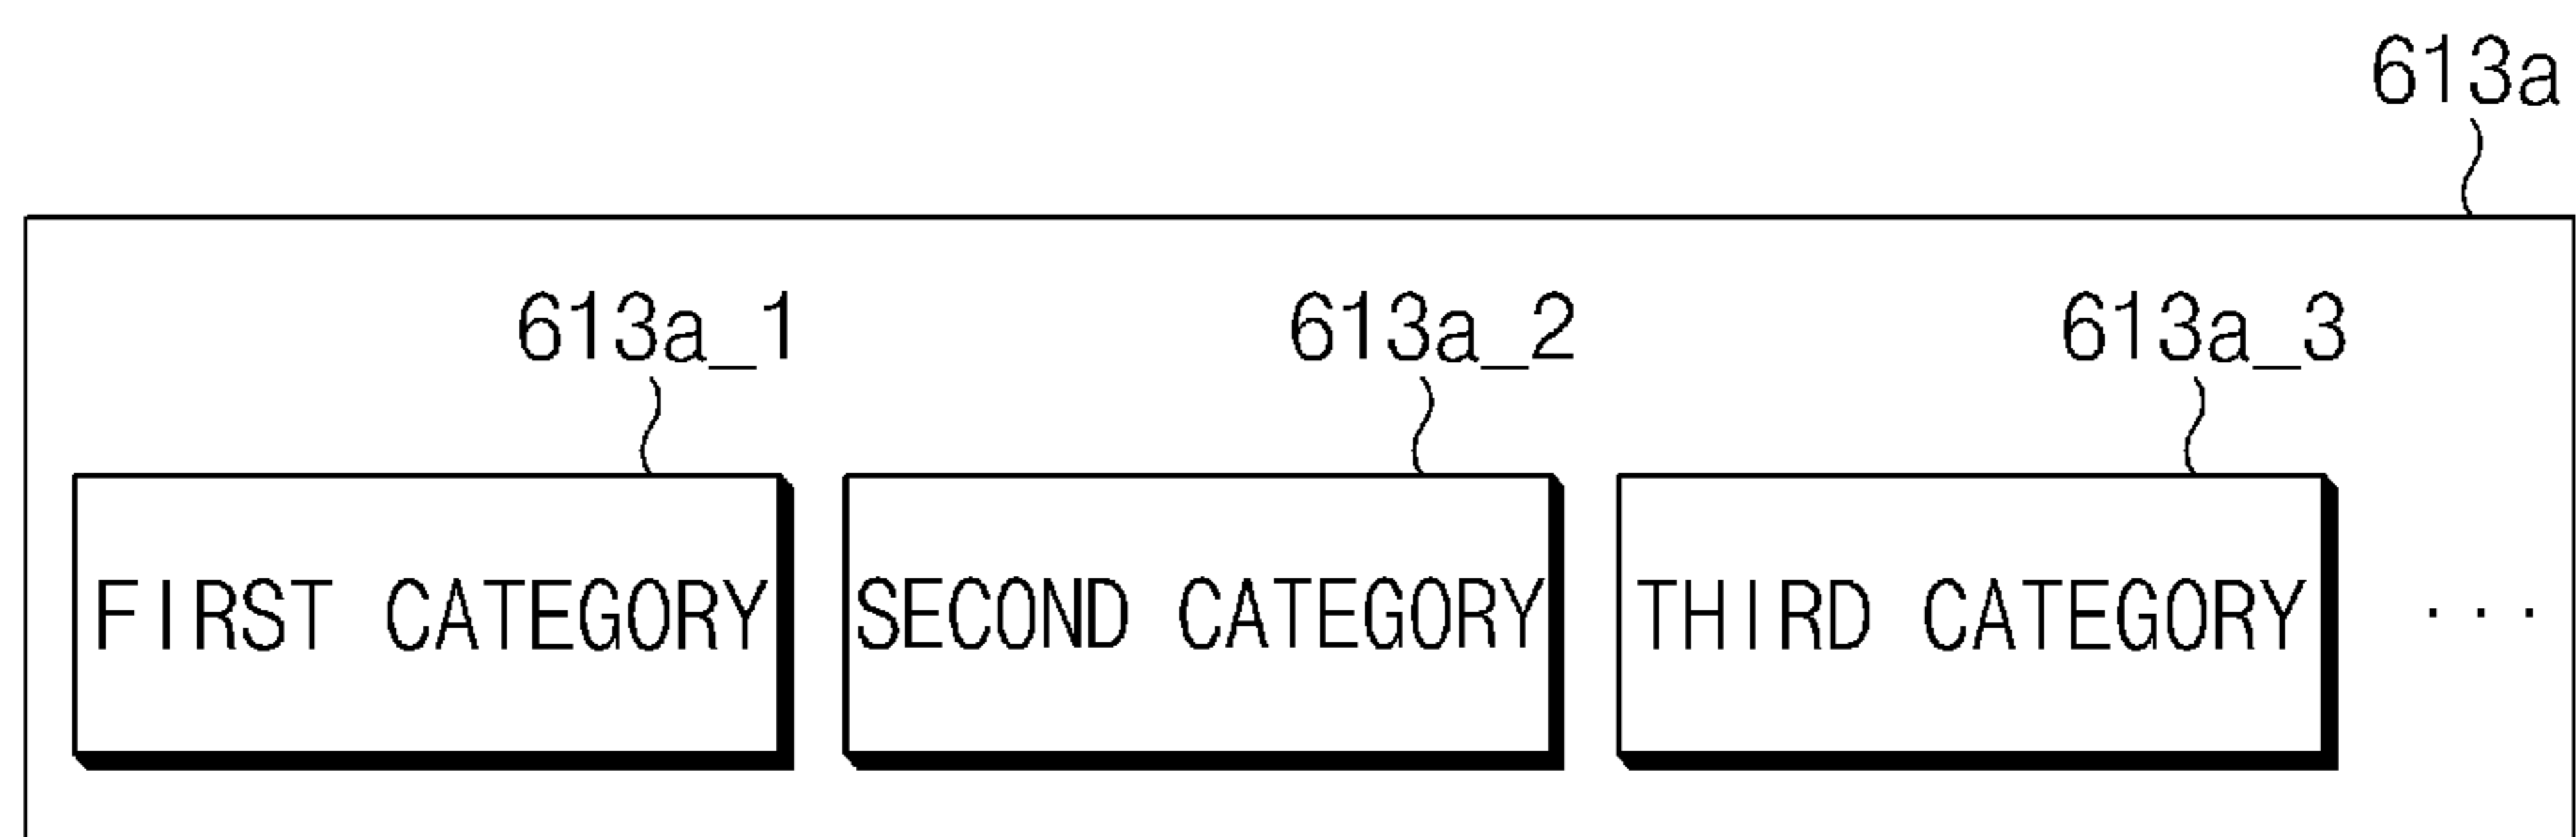 613a
613a_1 613a_2 613a_3
FIRST CATEGORY SECOND CATEGORY THIRD CATEGORY ...